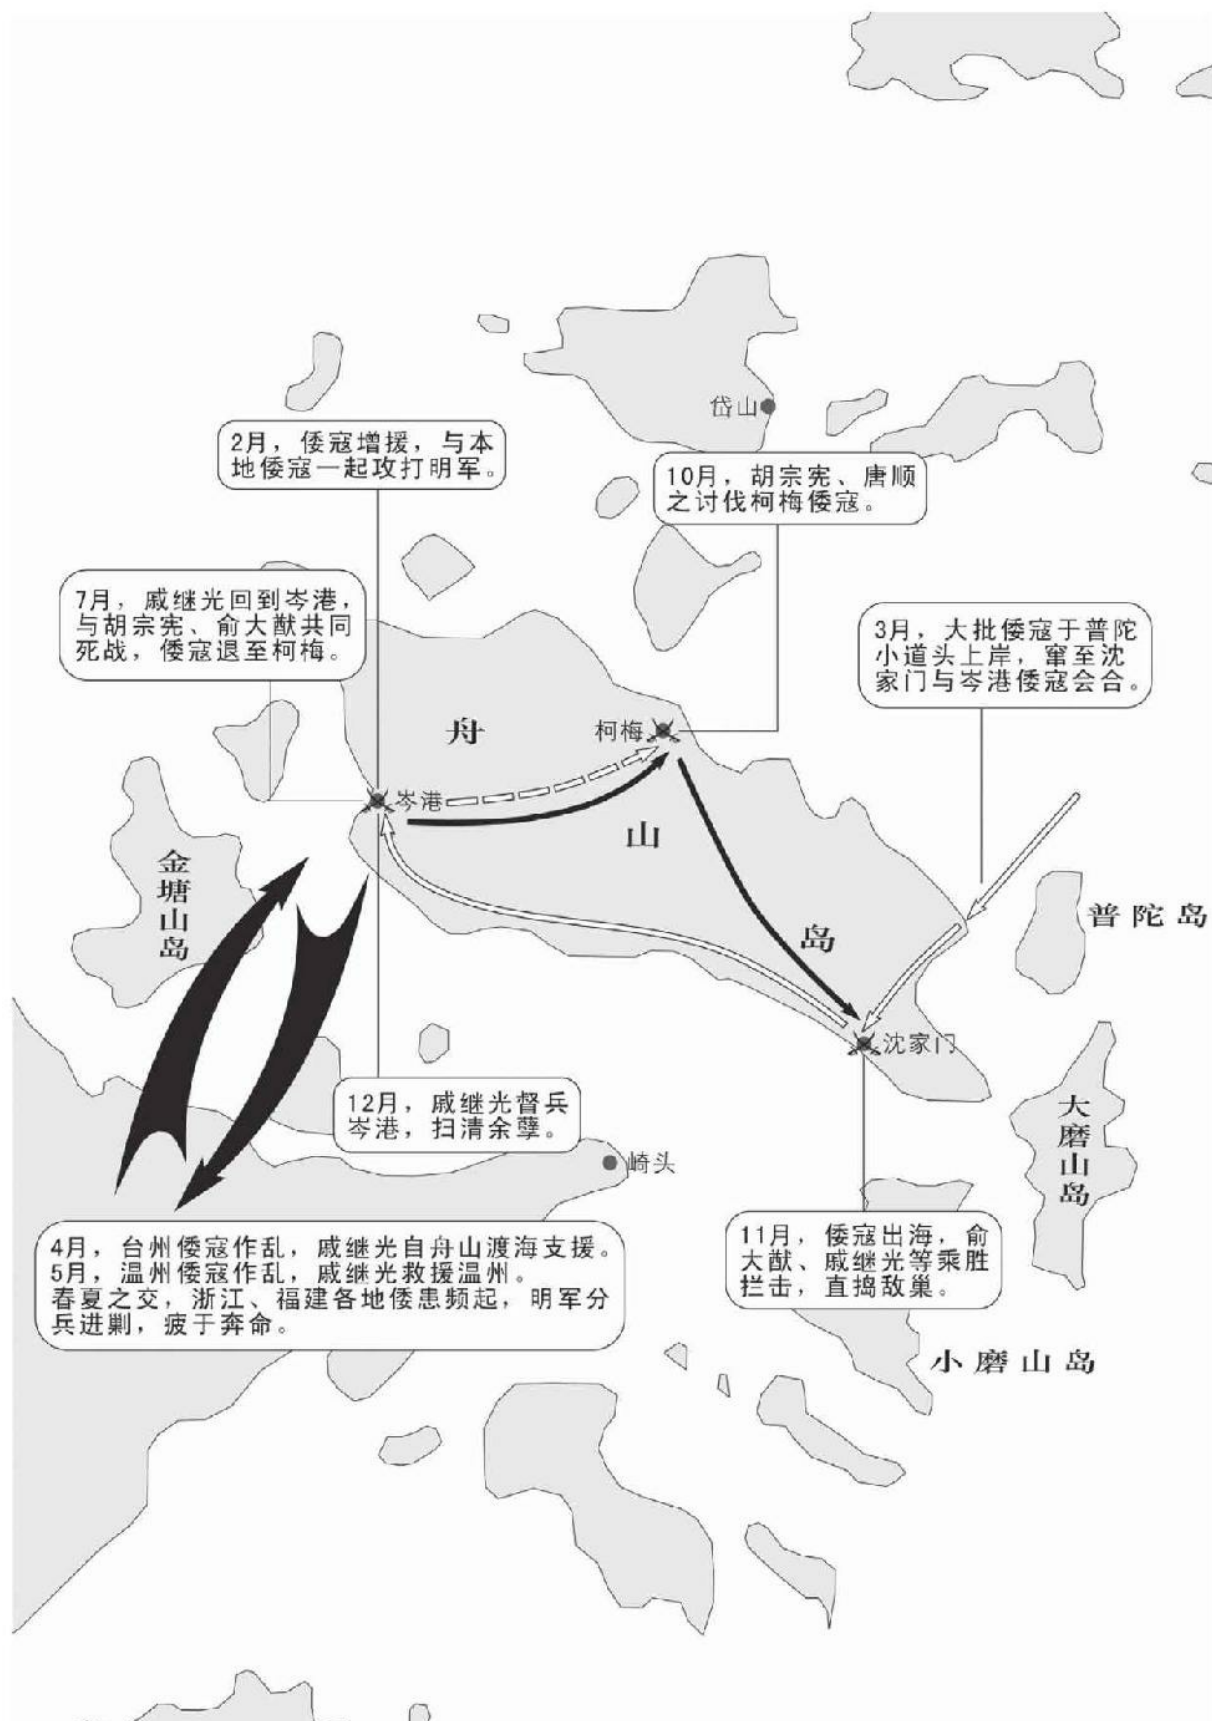 岱山
2月，倭寇增援，与本
地倭寇一起攻打明军。
10月，胡宗宪、唐顺
之讨伐柯梅倭寇。
7月，戚继光回到岑港，
与胡宗宪、俞大猷共同
死战，倭寇退至柯梅。
3月，大批倭寇于普陀
小道头上岸，窜至沈
家门与岑港倭寇会合。
舟山岛
柯梅
岑港
金塘山岛
普陀岛
沈家门
12月，戚继光督兵
岑港，扫清余孽。
大磨山岛
崎头
4月，台州倭寇作乱，戚继光自舟山渡海支援。
5月，温州倭寇作乱，戚继光救援温州。
春夏之交，浙江、福建各地倭患频起，明军分
兵进剿，疲于奔命。
11月，倭寇出海，俞
大猷、戚继光等乘胜
拦击，直捣敌巢。
小磨山岛